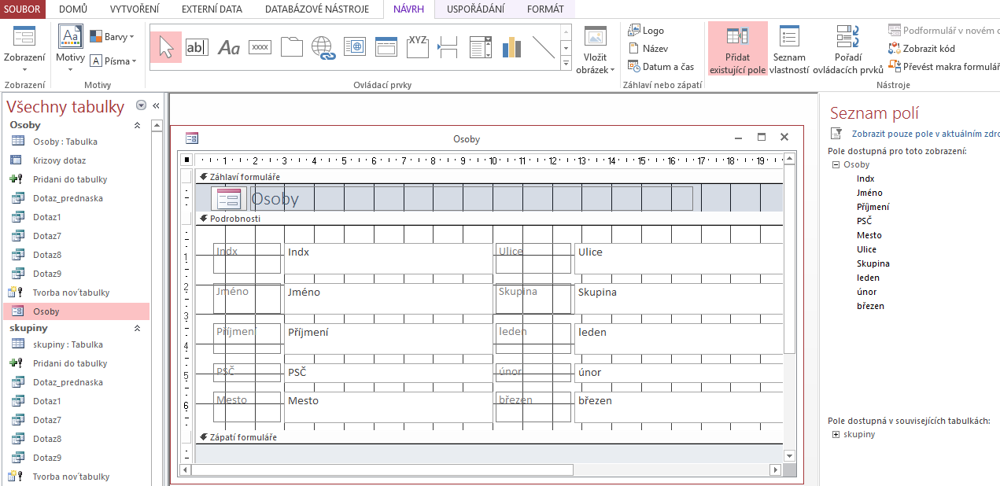 SOUBOR DOMŮ VYTVOŘENÍ EXTERNÍ DATA DATABÁZOVÉ NÁSTROJE NÁVRH USPOŘÁDÁNÍ FORMÁT
Zobrazení
Zobrazení
Motivy
Barvy
Písma
Motivy
ab|
Aa
xxxx
XYZ
Ovládací prvky
Vložit
obrázek
Logo
Název
Datum a čas
Záhlaví nebo zápatí
Přidat
existující pole
Seznam
vlastností
Pořadí
ovládacích prvků
Podformulář v novém o
Zobrazit kód
Převést makra formulář
Nástroje
Všechny tabulky
Osoby
Osoby : Tabulka
Krizovy dotaz
Pridani do tabulky
Dotaz_prednaska
Dotaz1
Dotaz7
Dotaz8
Dotaz9
Tvorba nov´tabulky
Osoby
skupiny
skupiny : Tabulka
Pridani do tabulky
Dotaz_prednaska
Dotaz1
Dotaz7
Dotaz8
Dotaz9
Tvorba nov´tabulky
Osoby
1 2 3 4 5 6 7 8 9 10 11 12 13 14 15 16 17 18 19
Záhlaví formuláře
Osoby
Podrobnosti
1 2 3 4 5 6
Indx Indx Ulice Ulice
Jméno Jméno Skupina Skupina
Příjmení Příjmení leden leden
PSČ PSČ únor únor
Mesto Mesto březen březen
Zápatí formuláře
Seznam polí
Zobrazit pouze pole v aktuálním zdro
Pole dostupná pro toto zobrazení:
Osoby
Indx
Jméno
Příjmení
PSČ
Mesto
Ulice
Skupina
leden
únor
březen
Pole dostupná v souvisejících tabulkách:
skupiny